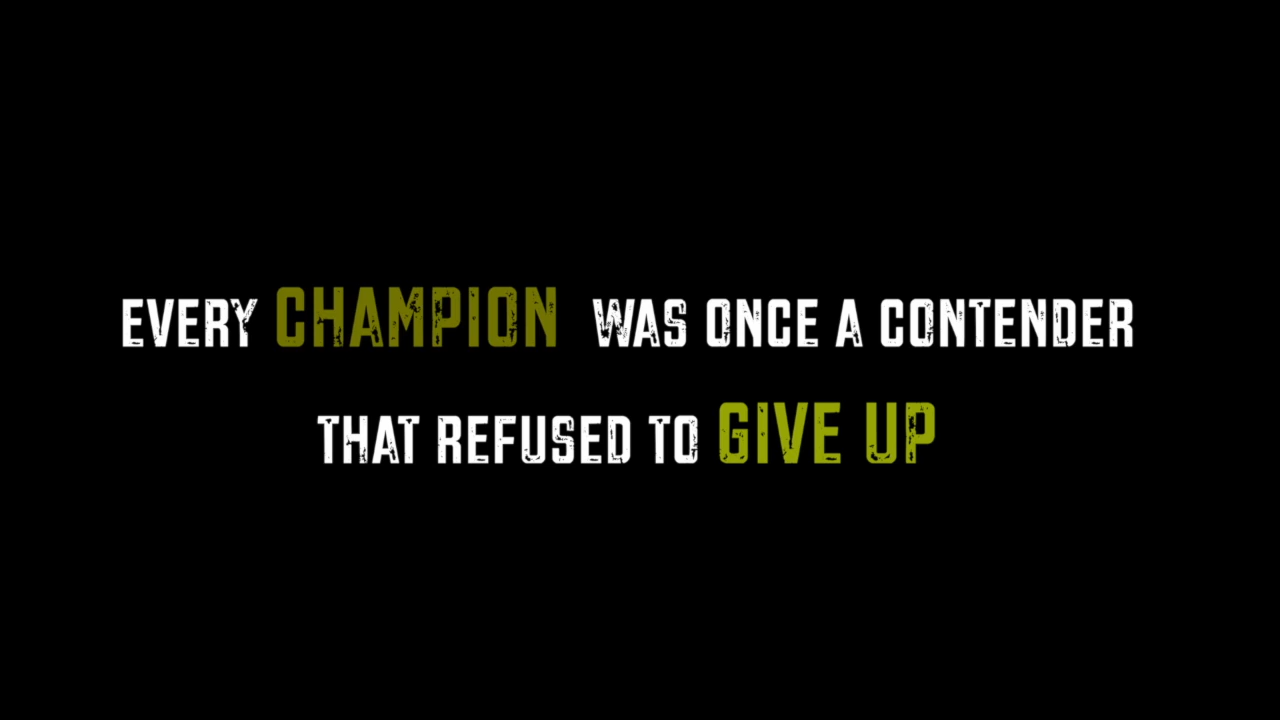 EVERY CHAMPION WAS ONCE A CONTENDER
THAT REFUSED TO GIVE UP